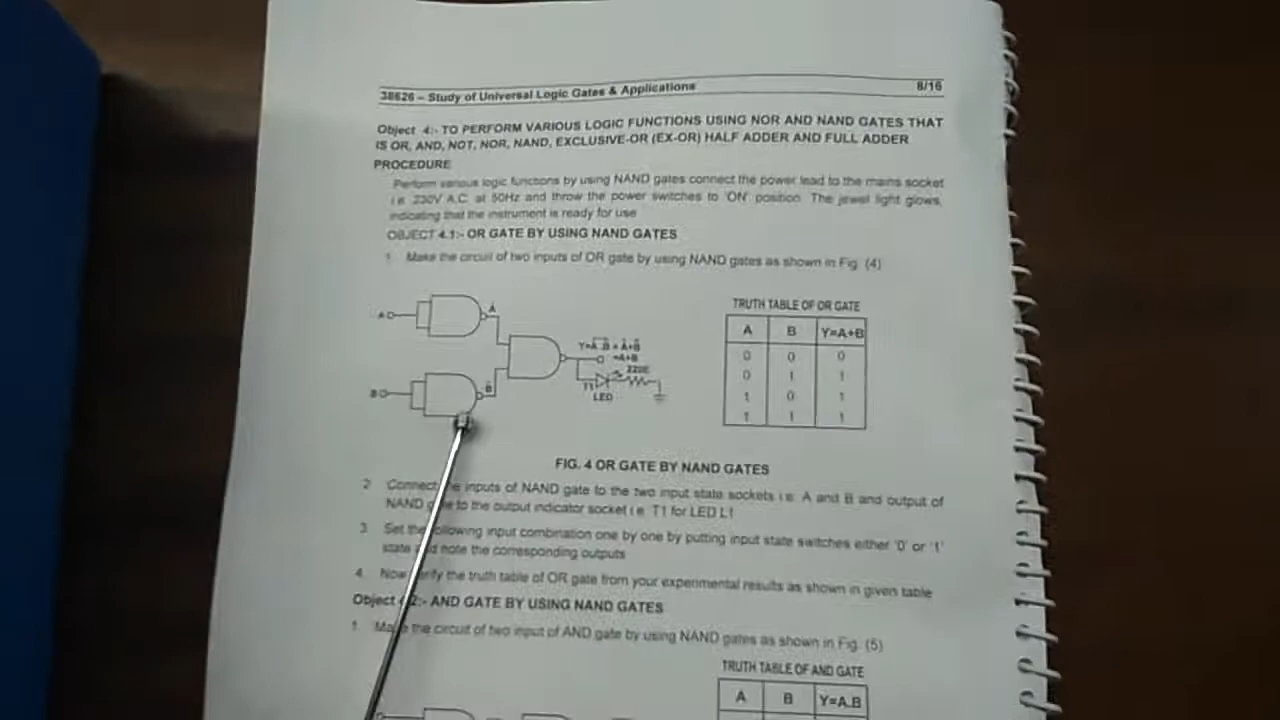 38626 – Study of Universal Logic Gates & Applications 8/16
Object 4:- TO PERFORM VARIOUS LOGIC FUNCTIONS USING NOR AND NAND GATES THAT
IS OR, AND, NOT, NOR, NAND, EXCLUSIVE-OR (EX-OR) HALF ADDER AND FULL ADDER
PROCEDURE
Perform various logic functions by using NAND gates connect the power lead to the mains socket
i.e. 230V A.C. at 50Hz and throw the power switches to 'ON' position. The jewel light glows,
indicating that the instrument is ready for use
OBJECT 4.1:- OR GATE BY USING NAND GATES
1. Make the circuit of two inputs of OR gate by using NAND gates as shown in Fig. (4)
A
Ā
B
B̄
=A+B
T1
LED
220E
TRUTH TABLE OF OR GATE
A B Y=A+B
0 0 0
0 1 1
1 0 1
1 1 1
FIG. 4 OR GATE BY NAND GATES
2. Connect inputs of NAND gate to the two input state sockets i.e. A and B and output of
NAND to the output indicator socket i.e. T1 for LED L1
3. Set the input combination one by one by putting input state switches either '0' or '1'
state note the corresponding outputs
4. Now the truth table of OR gate from your experimental results as shown in given table
Object :- AND GATE BY USING NAND GATES
1. the circuit of two input of AND gate by using NAND gates as shown in Fig. (5)
TRUTH TABLE OF AND GATE
A B Y=A.B